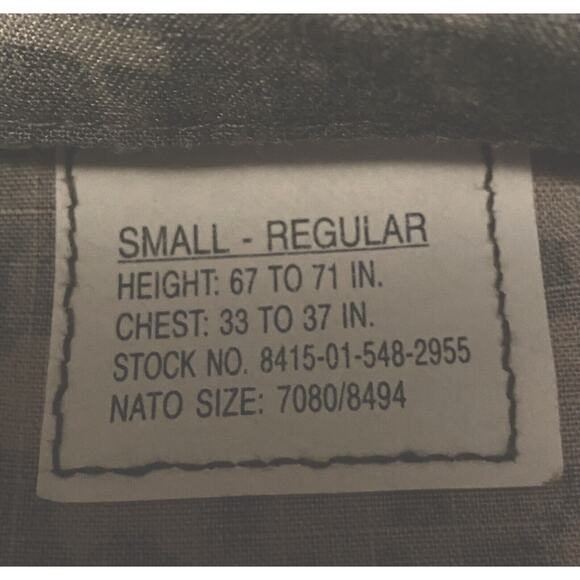 SMALL - REGULAR
HEIGHT: 67 TO 71 IN.
CHEST: 33 TO 37 IN.
STOCK NO. 8415-01-548-2955
NATO SIZE: 7080/8494